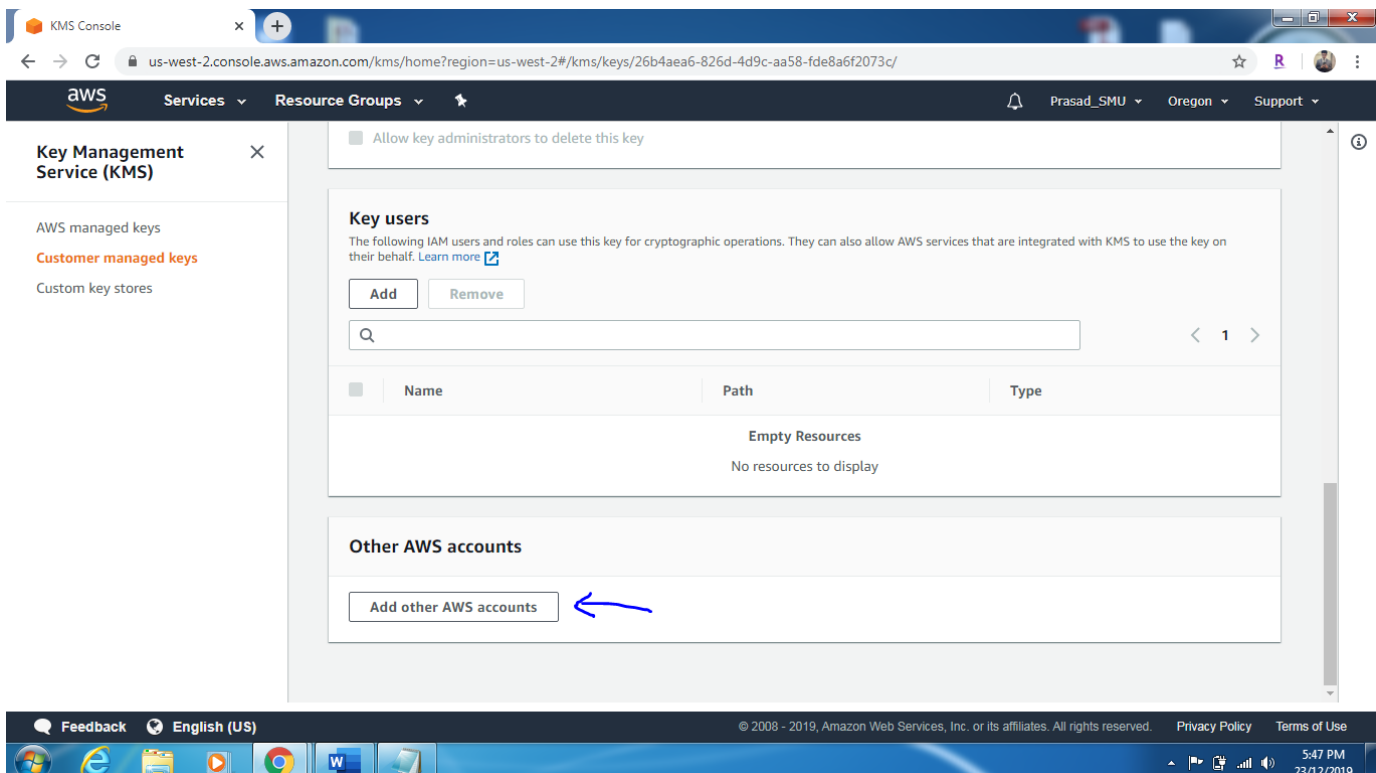 KMS Console
us-west-2.console.aws.amazon.com/kms/home?region=us-west-2#/kms/keys/26b4aea6-826d-4d9c-aa58-fde8a6f2073c/
R
aws
Services
Resource Groups
Prasad_SMU
Oregon
Support
Key Management
Service (KMS)
AWS managed keys
Customer managed keys
Custom key stores
Allow key administrators to delete this key
Key users
The following IAM users and roles can use this key for cryptographic operations. They can also allow AWS services that are integrated with KMS to use the key on
their behalf. Learn more
Add
Remove
1
Name
Path
Type
Empty Resources
No resources to display
Other AWS accounts
Add other AWS accounts
Feedback
English (US)
© 2008 - 2019, Amazon Web Services, Inc. or its affiliates. All rights reserved.
Privacy Policy
Terms of Use
W
5:47 PM
23/12/2019